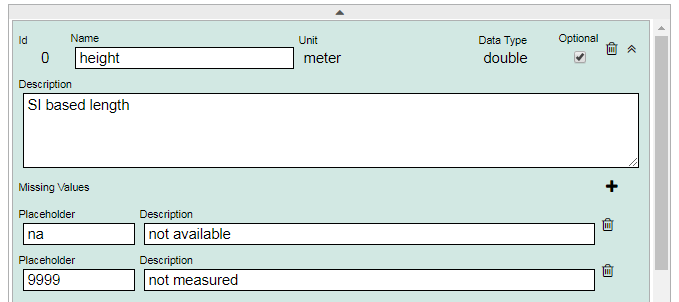 Id Name Unit Data Type Optional
0 height meter double
Description
SI based length
Missing Values
Placeholder Description
na not available
Placeholder Description
9999 not measured